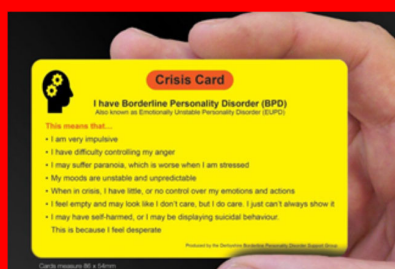 Crisis Card
I have Borderline Personality Disorder (BPD)
Also known as Emotionally Unstable Personality Disorder (EUPD)
This means that...
• I am very impulsive
• I have difficulty controlling my anger
• I may suffer paranoia, which is worse when I am stressed
• My moods are unstable and unpredictable
• When in crisis, I have little, or no control over my emotions and actions
• I feel empty and may look like I don't care, but I do care. I just can't always show it
• I may have self-harmed, or I may be displaying suicidal behaviour.
This is because I feel desperate
Produced by the Derbyshire Borderline Personality Disorder Support Group
Cards measure 86 x 54mm